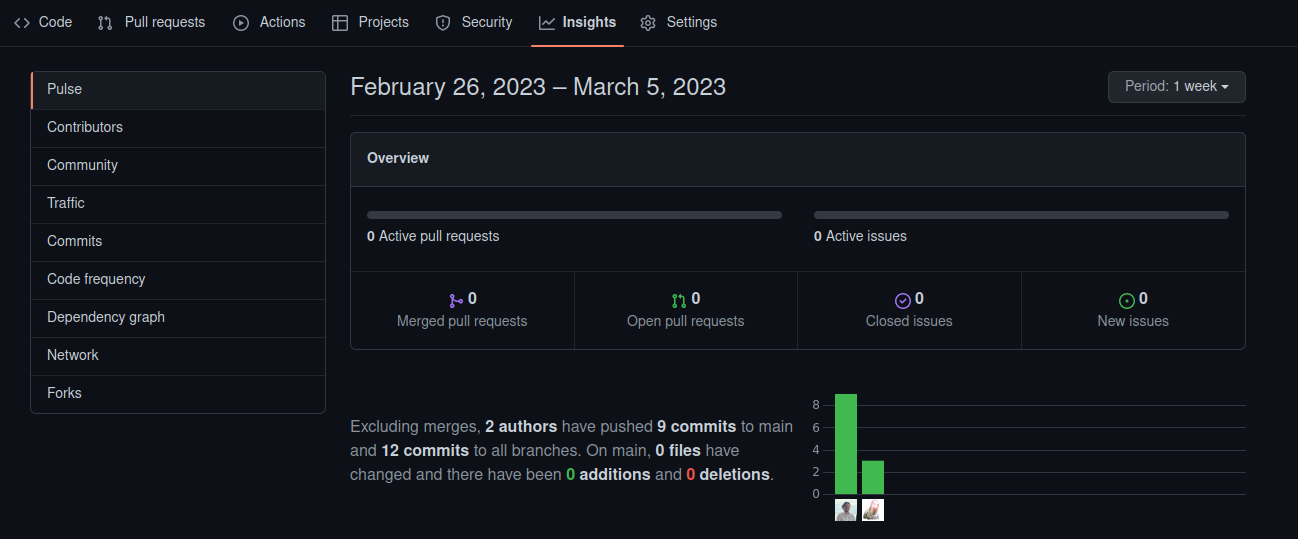 Code Pull requests Actions Projects Security Insights Settings
Pulse
Contributors
Community
Traffic
Commits
Code frequency
Dependency graph
Network
Forks
February 26, 2023 – March 5, 2023
Period: 1 week
Overview
0 Active pull requests
0 Active issues
0
Merged pull requests
0
Open pull requests
0
Closed issues
0
New issues
Excluding merges, 2 authors have pushed 9 commits to main
and 12 commits to all branches. On main, 0 files have
changed and there have been 0 additions and 0 deletions.
8
6
4
2
0